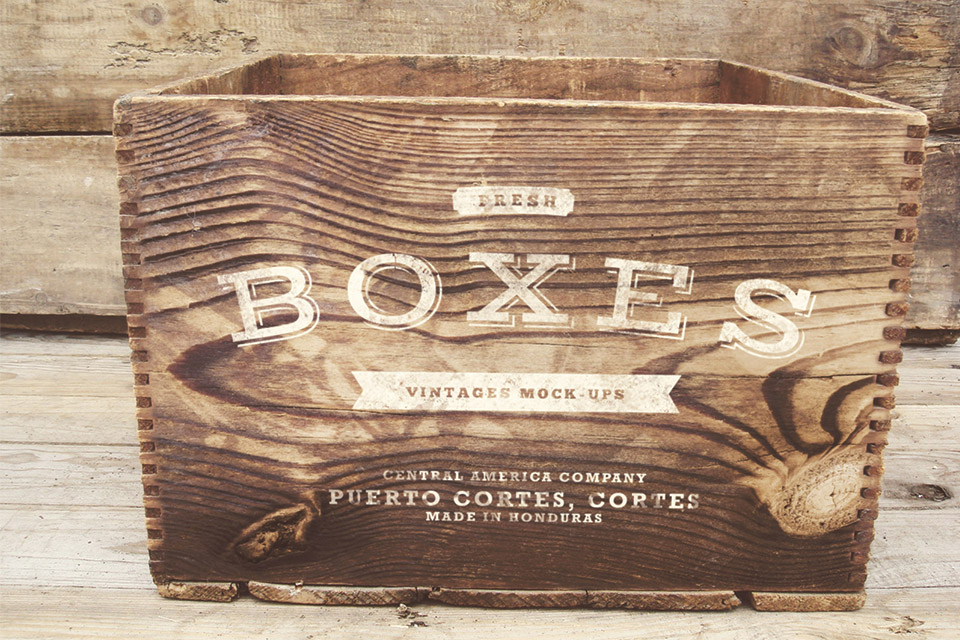 FRESH
BOXES
VINTAGES MOCK-UPS
CENTRAL AMERICA COMPANY
PUERTO CORTES, CORTES
MADE IN HONDURAS